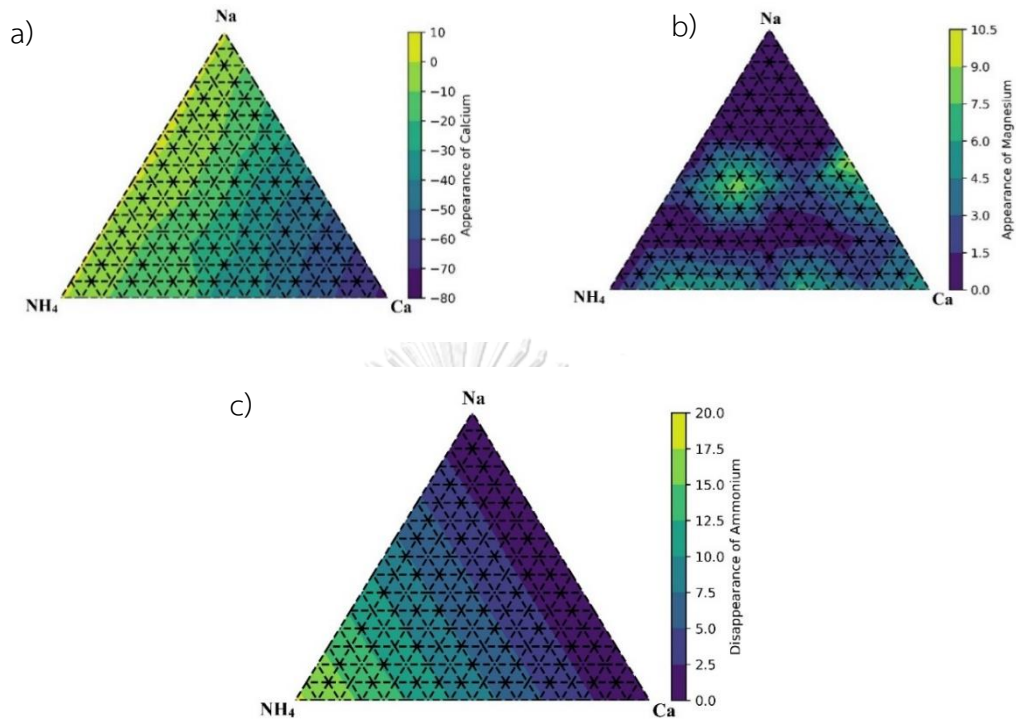 a)
Na
NH₄
Ca
10
0
−10
−20
−30
−40
−50
−60
−70
−80
Appearance of Calcium
b)
Na
NH₄
Ca
10.5
9.0
7.5
6.0
4.5
3.0
1.5
0.0
Appearance of Magnesium
c)
Na
NH₄
Ca
20.0
17.5
15.0
12.5
10.0
7.5
5.0
2.5
0.0
Disappearance of Ammonium